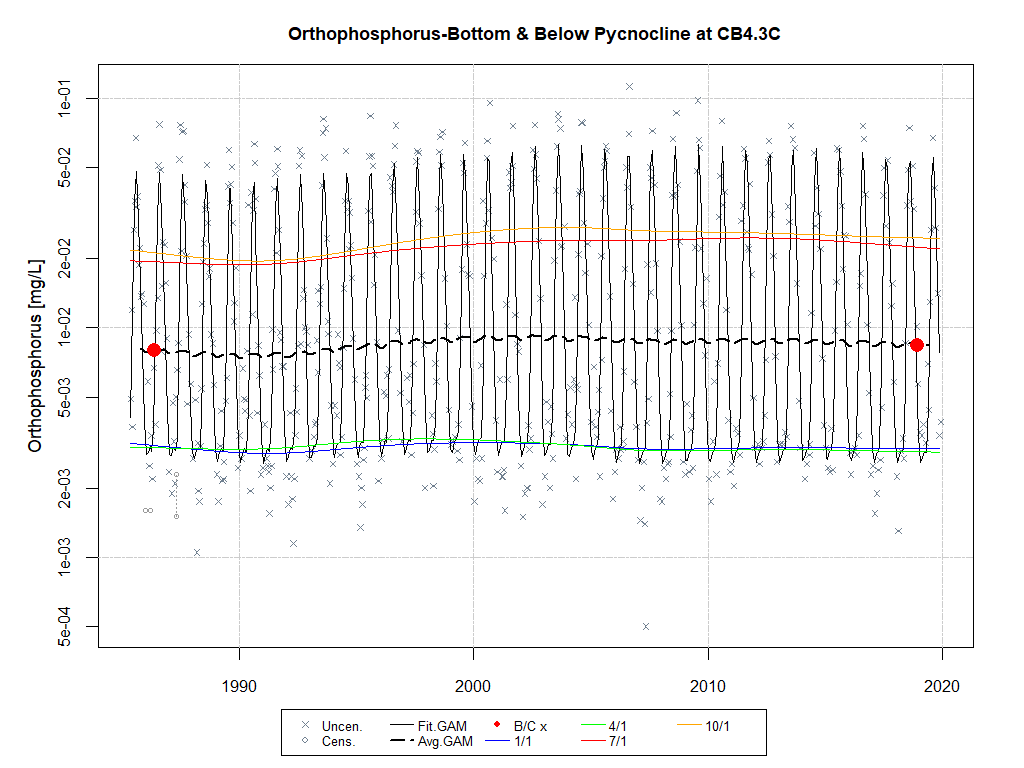 Orthophosphorus-Bottom & Below Pycnocline at CB4.3C
Orthophosphorus [mg/L]
1e-01
5e-02
2e-02
1e-02
5e-03
2e-03
1e-03
5e-04
1990 2000 2010 2020
Uncen. Fit.GAM B/C x 4/1 10/1
Cens. Avg.GAM 1/1 7/1